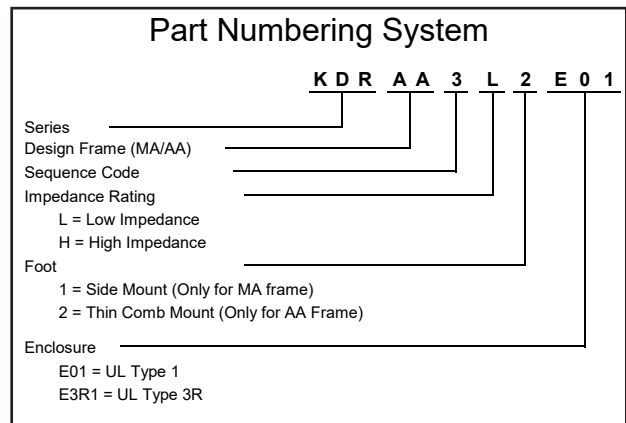 Part Numbering System
K D R A A 3 L 2 E 0 1
Series
Design Frame (MA/AA)
Sequence Code
Impedance Rating
L = Low Impedance
H = High Impedance
Foot
1 = Side Mount (Only for MA frame)
2 = Thin Comb Mount (Only for AA Frame)
Enclosure
E01 = UL Type 1
E3R1 = UL Type 3R